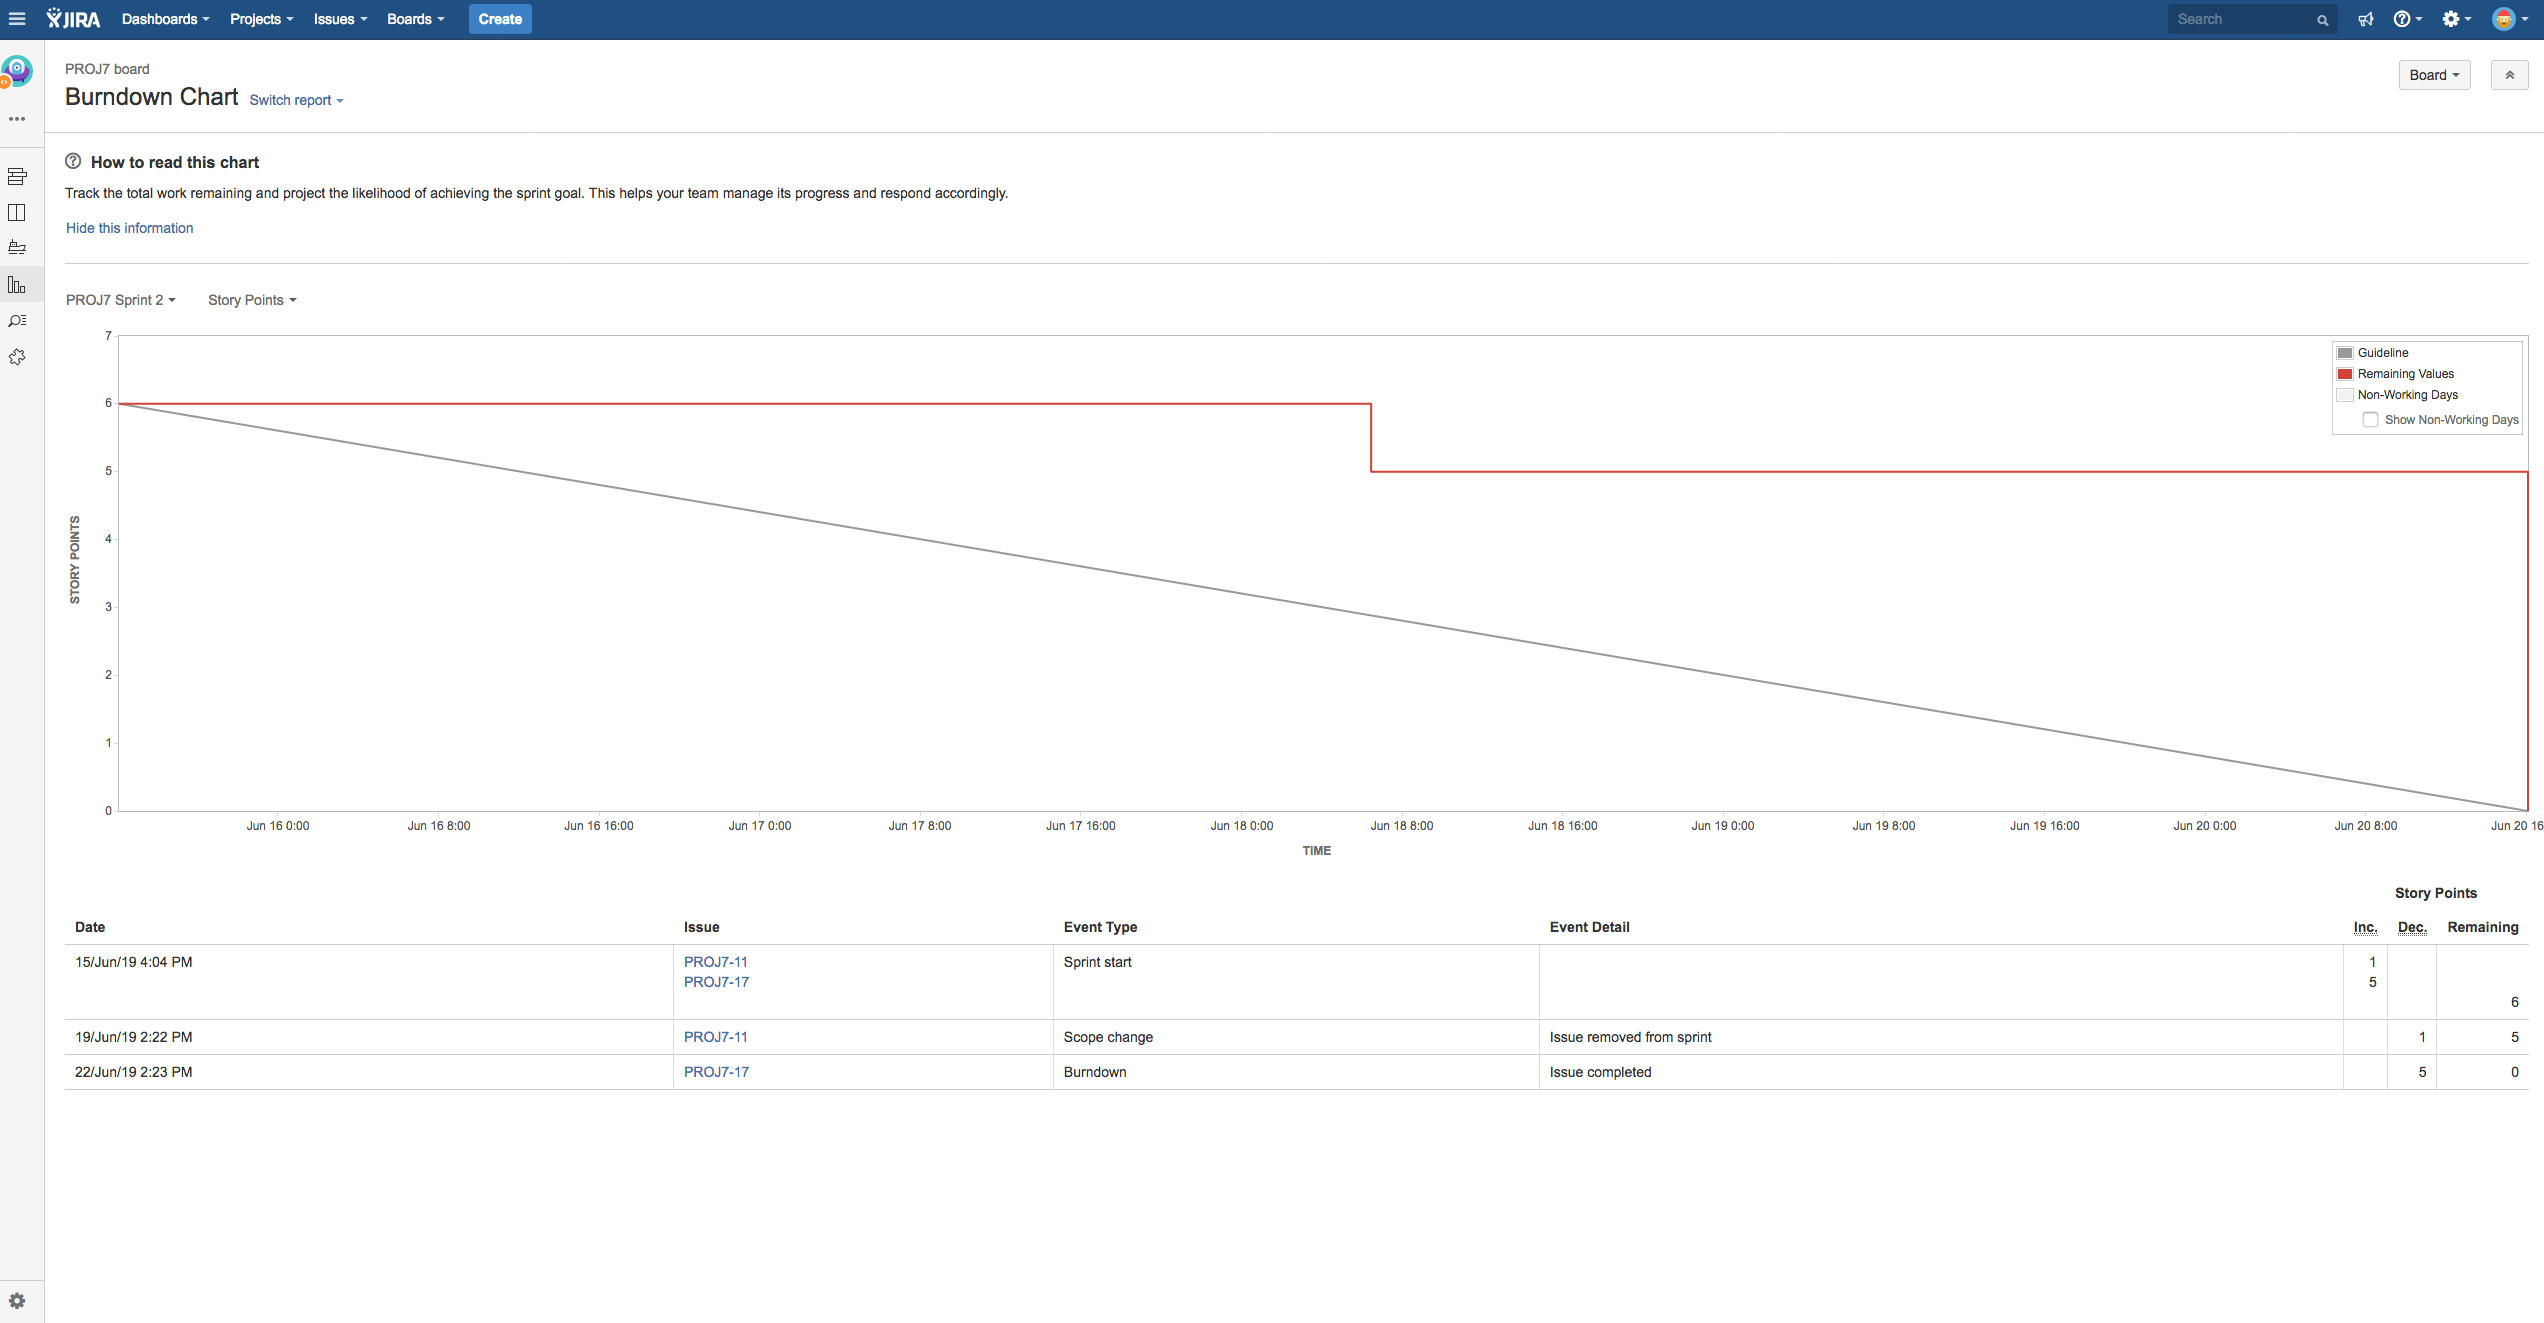 JIRA Dashboards Projects Issues Boards Create Search
PROJ7 board
Burndown Chart Switch report
Board
How to read this chart
Track the total work remaining and project the likelihood of achieving the sprint goal. This helps your team manage its progress and respond accordingly.
Hide this information
PROJ7 Sprint 2 Story Points
7
6
5
4
3
2
1
0
STORY POINTS
Guideline
Remaining Values
Non-Working Days
Show Non-Working Days
Jun 16 0:00 Jun 16 8:00 Jun 16 16:00 Jun 17 0:00 Jun 17 8:00 Jun 17 16:00 Jun 18 0:00 Jun 18 8:00 Jun 18 16:00 Jun 19 0:00 Jun 19 8:00 Jun 19 16:00 Jun 20 0:00 Jun 20 8:00 Jun 20 16
TIME
Story Points
Date Issue Event Type Event Detail Inc. Dec. Remaining
15/Jun/19 4:04 PM PROJ7-11 Sprint start 1
PROJ7-17 5
6
19/Jun/19 2:22 PM PROJ7-11 Scope change Issue removed from sprint 1 5
22/Jun/19 2:23 PM PROJ7-17 Burndown Issue completed 5 0